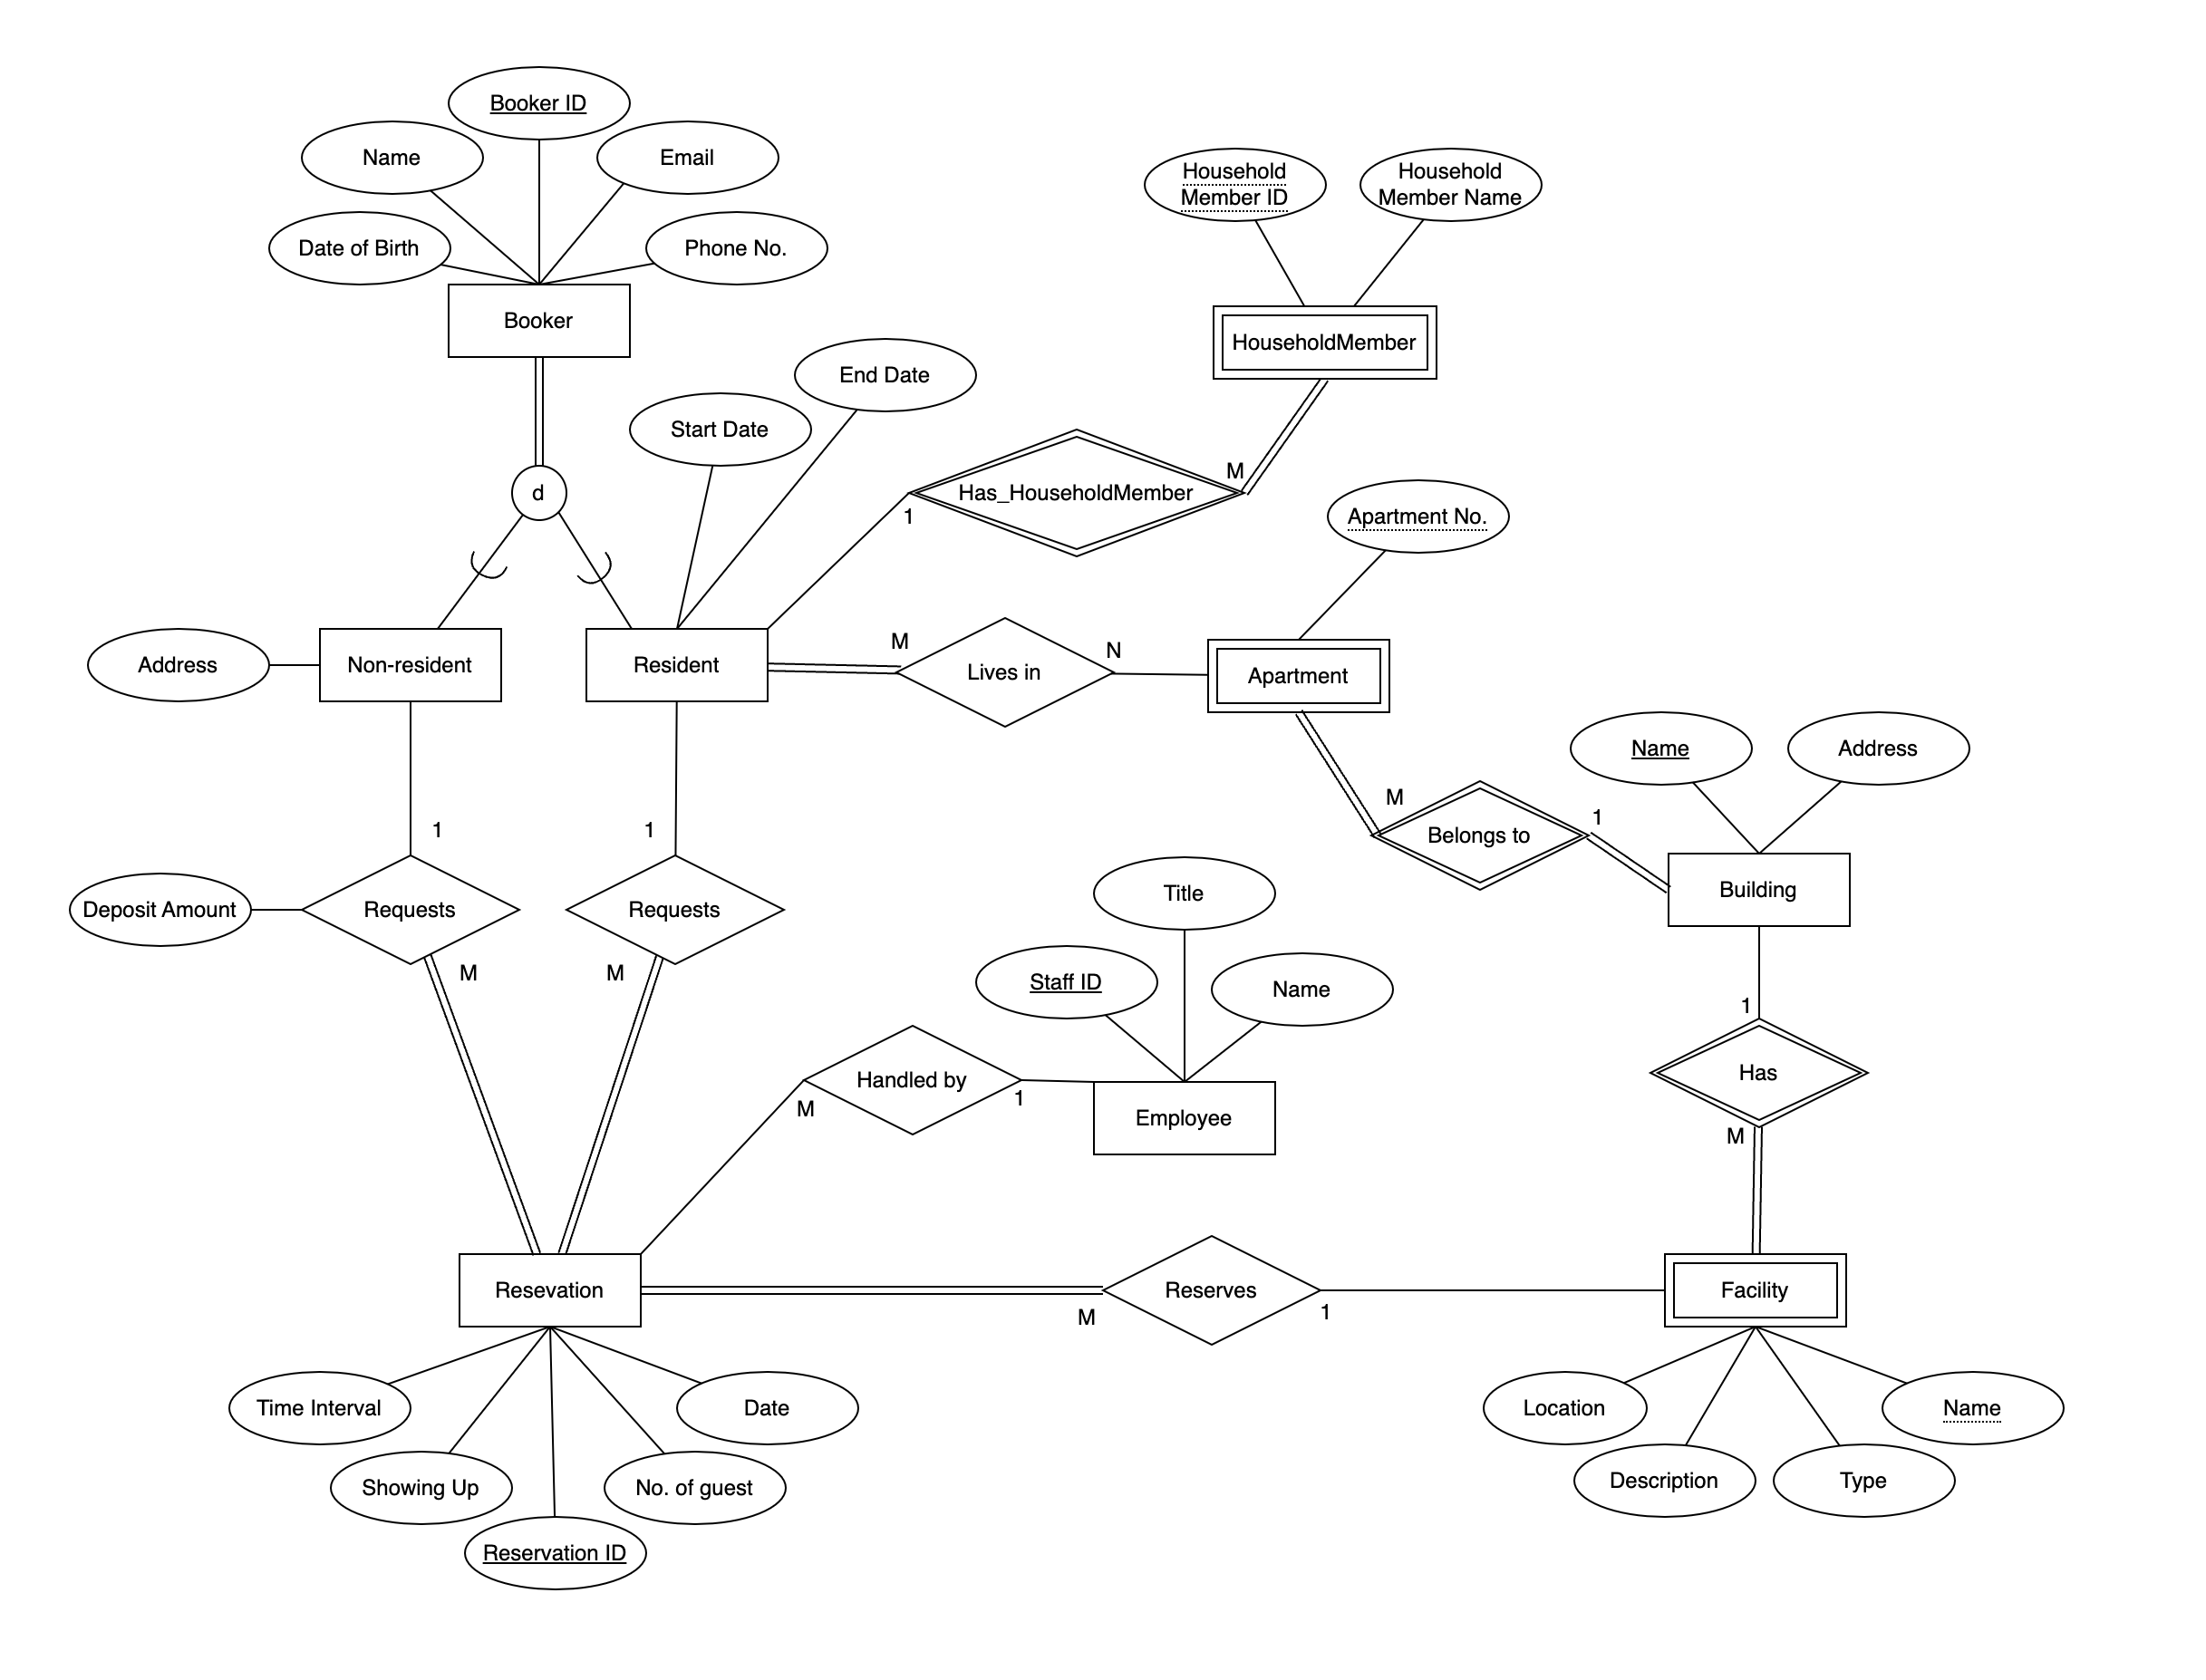 Booker ID
Name
Email
Date of Birth
Phone No.
Booker
Household
Member ID
Household
Member Name
HouseholdMember
End Date
Start Date
d
Has_HouseholdMember
M
1
Apartment No.
Address
Non-resident
Resident
M
Lives in
N
Apartment
Name
Address
M
Belongs to
1
Building
1
1
Deposit Amount
Requests
Requests
M
M
Title
Staff ID
Name
Handled by
M
1
Employee
1
Has
M
Resevation
M
Reserves
1
Facility
Time Interval
Date
Showing Up
No. of guest
Reservation ID
Location
Name
Description
Type